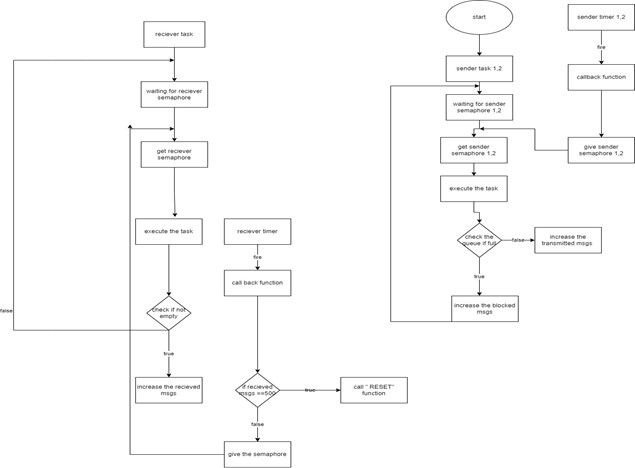 start
sender timer 1,2
reciever task
fire
sender task 1,2
callback function
waiting for reciever
semaphore
waiting for sender
semaphore 1,2
get reciever
semaphore
get sender
semaphore 1,2
give sender
semaphore 1,2
execute the task
execute the task
reciever timer
check the
queue if full
false
increase the
transmitted msgs
fire
true
call back function
check if not
empty
false
increase the blocked
msgs
true
increase the recieved
msgs
if recieved
msgs ==500
true
call " RESET"
function
false
give the semaphore